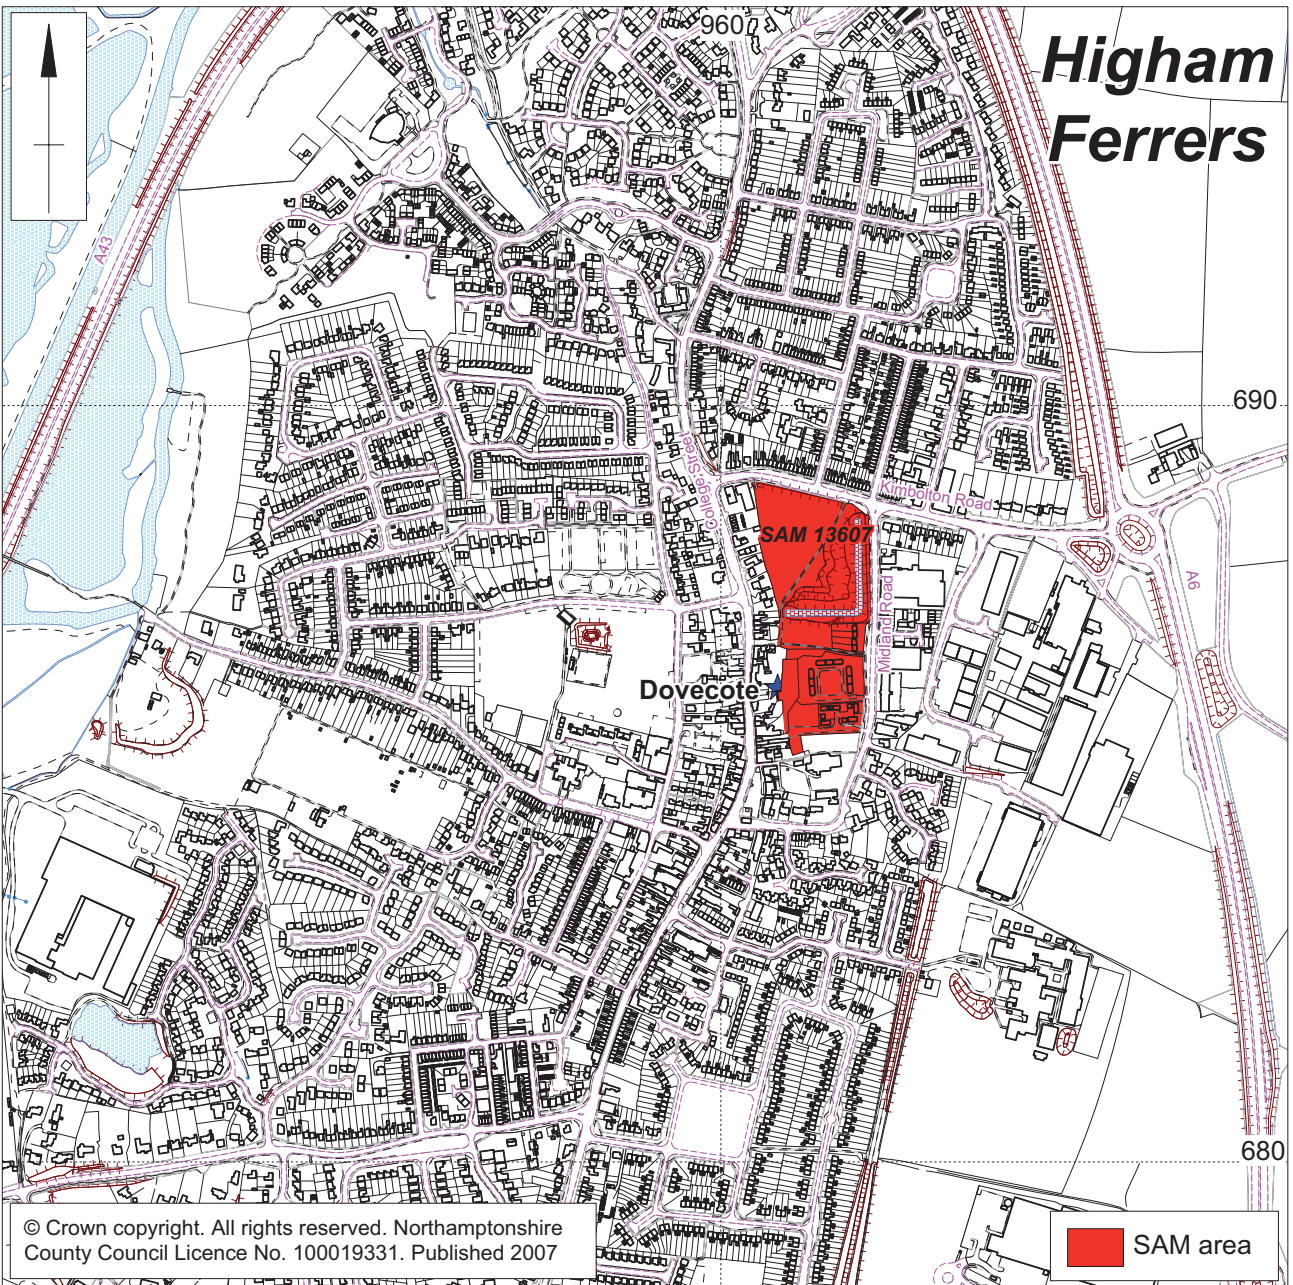 960
Higham
Ferrers
A43
690
College Street
Kimbolton Road
SAM 13607
A6
Midland Road
Dovecote
680
© Crown copyright. All rights reserved. Northamptonshire
County Council Licence No. 100019331. Published 2007
SAM area